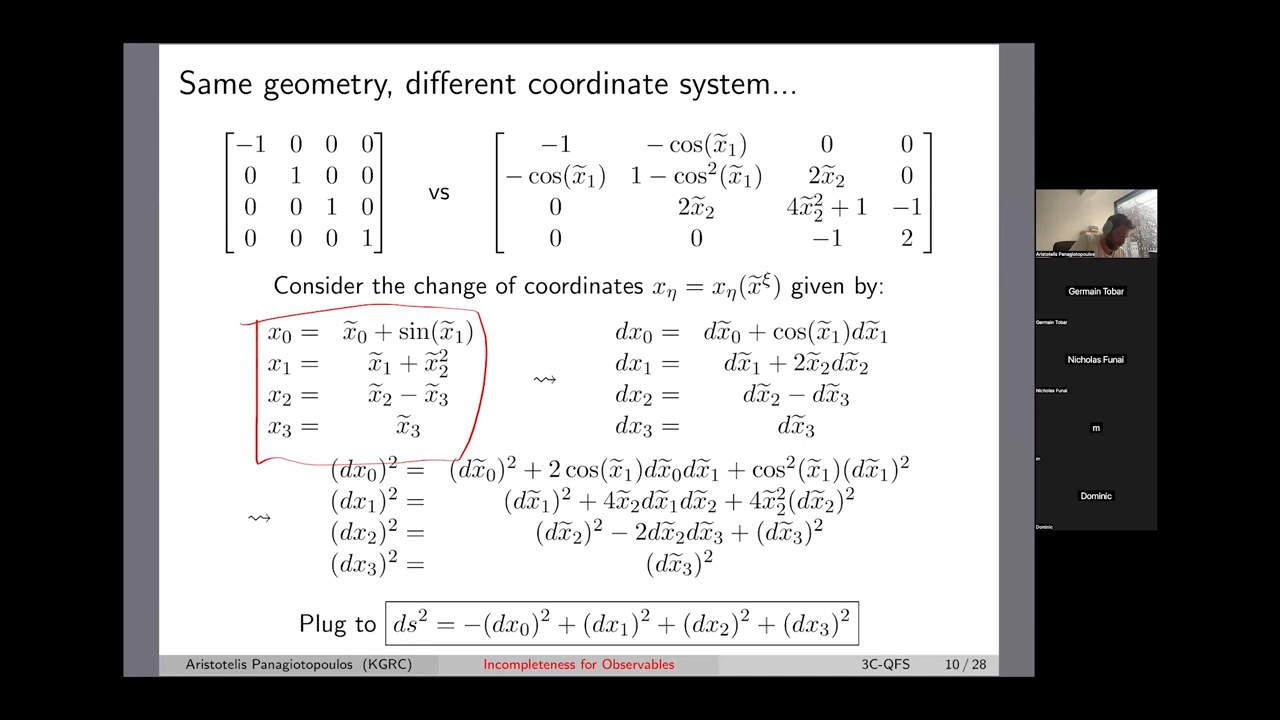 Same geometry, different coordinate system...
[ −1 0 0 0 ] [ −1 − cos(x̃₁) 0 0 ]
[ 0 1 0 0 ] vs [ − cos(x̃₁) 1 − cos²(x̃₁) 2x̃₂ 0 ]
[ 0 0 1 0 ] [ 0 2x̃₂ 4x̃₂² + 1 −1 ]
[ 0 0 0 1 ] [ 0 0 −1 2 ]
Consider the change of coordinates x_η = x_η(x̃^ξ) given by:
x₀ = x̃₀ + sin(x̃₁) dx₀ = dx̃₀ + cos(x̃₁)dx̃₁
x₁ = x̃₁ + x̃₂² dx₁ = dx̃₁ + 2x̃₂dx̃₂
⇝
x₂ = x̃₂ − x̃₃ dx₂ = dx̃₂ − dx̃₃
x₃ = x̃₃ dx₃ = dx̃₃
(dx₀)² = (dx̃₀)² + 2 cos(x̃₁)dx̃₀dx̃₁ + cos²(x̃₁)(dx̃₁)²
(dx₁)² = (dx̃₁)² + 4x̃₂dx̃₁dx̃₂ + 4x̃₂²(dx̃₂)²
⇝
(dx₂)² = (dx̃₂)² − 2dx̃₂dx̃₃ + (dx̃₃)²
(dx₃)² = (dx̃₃)²
Plug to ds² = −(dx₀)² + (dx₁)² + (dx₂)² + (dx₃)²
Aristotelis Panagiotopoulos (KGRC) Incompleteness for Observables 3C-QFS 10 / 28
Aristotelis Panagiotopoulos
Germain Tobar
Germain Tobar
Nicholas Funai
Nicholas Funai
m
m
Dominic
Dominic